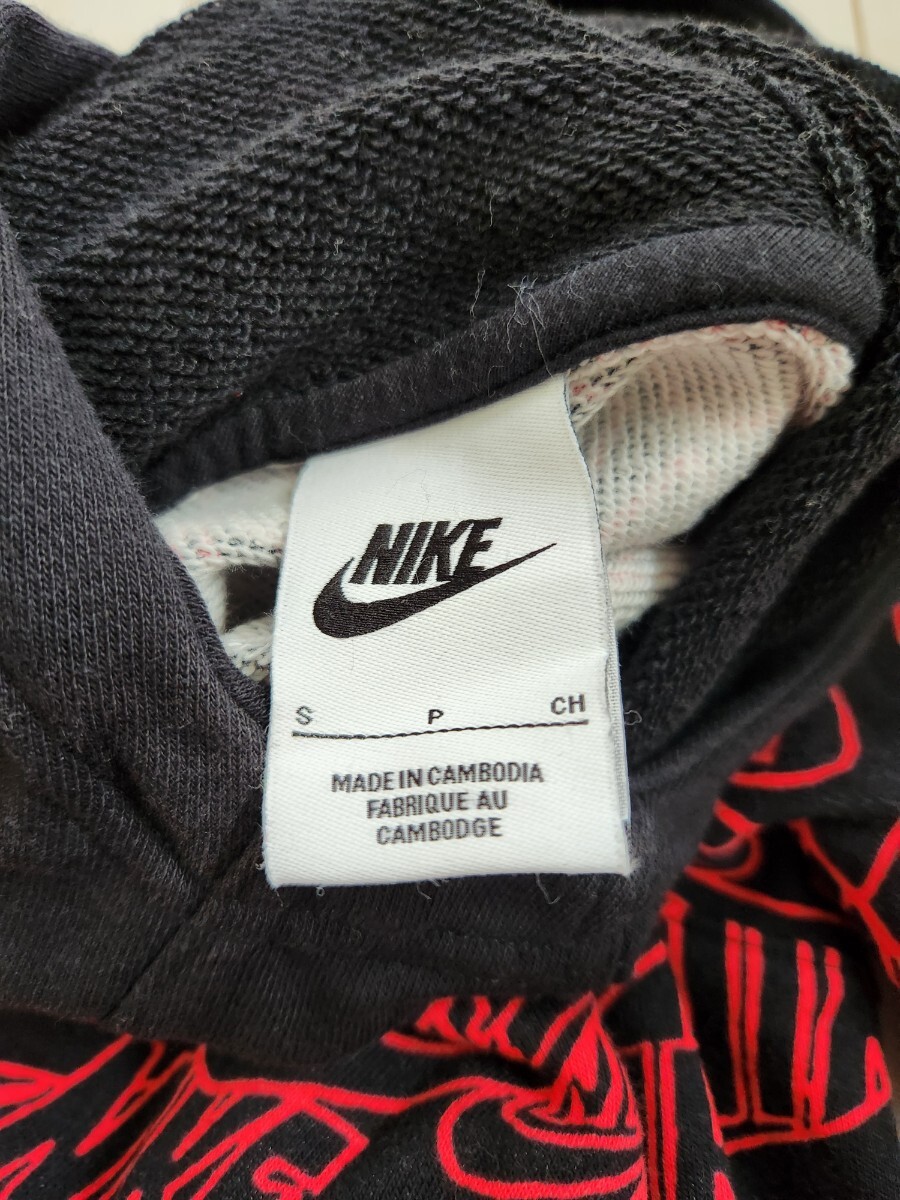 NIKE
S P CH
MADE IN CAMBODIA
FABRIQUE AU
CAMBODGE